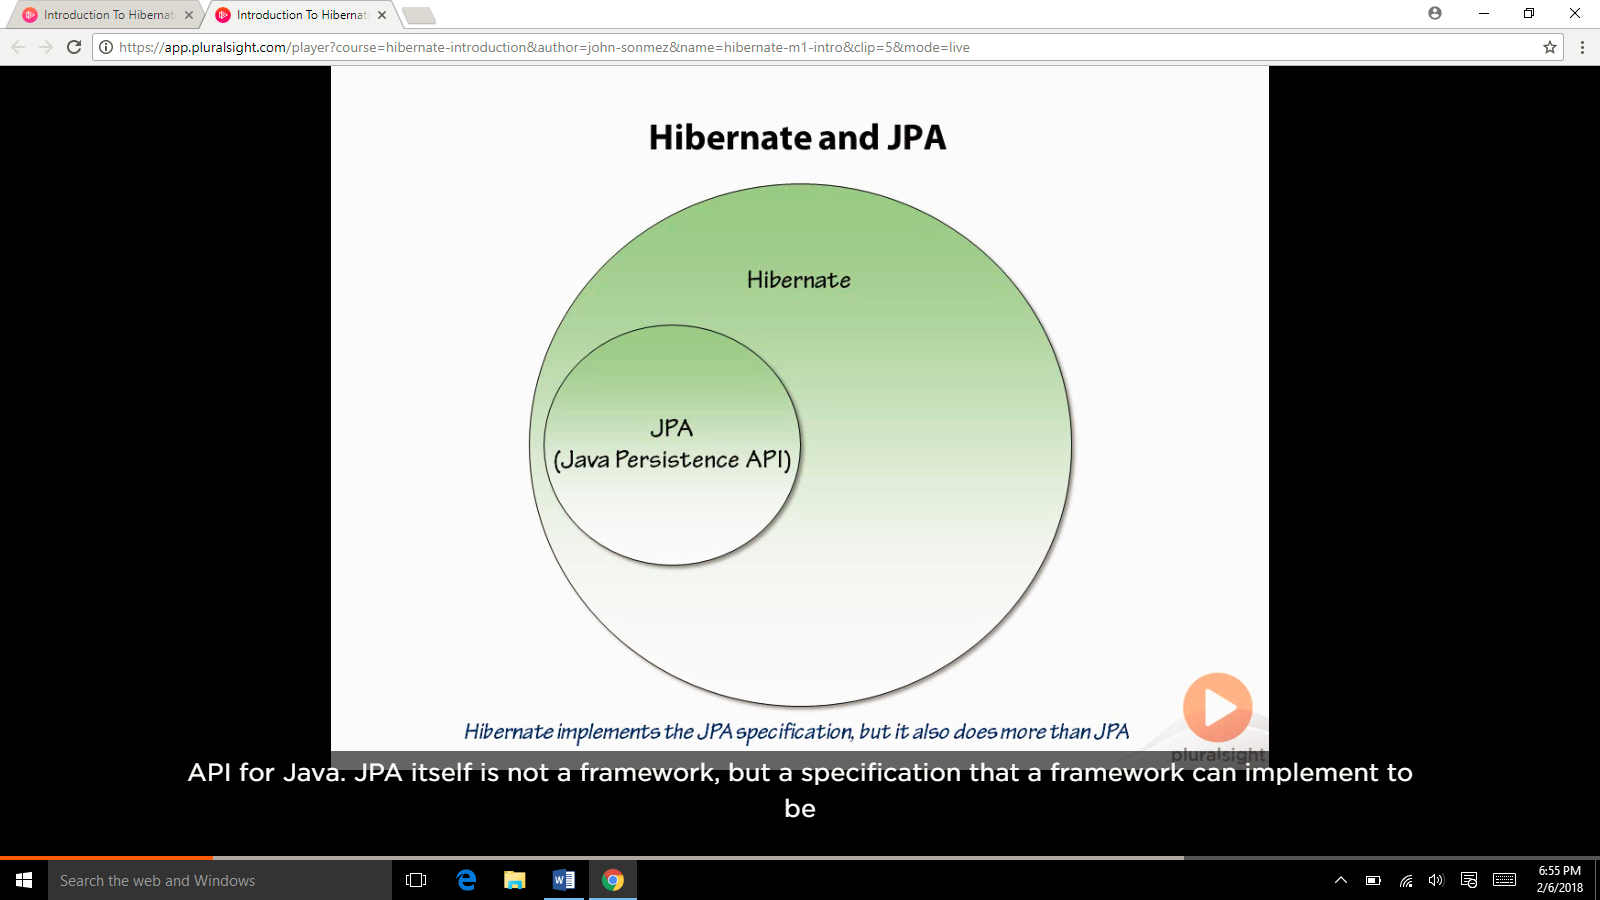 Introduction To Hibernat
Introduction To Hibernat
https://app.pluralsight.com/player?course=hibernate-introduction&author=john-sonmez&name=hibernate-m1-intro&clip=5&mode=live
Hibernate and JPA
Hibernate
JPA
(Java Persistence API)
Hibernate implements the JPA specification, but it also does more than JPA
pluralsight
API for Java. JPA itself is not a framework, but a specification that a framework can implement to
be
Search the web and Windows
6:55 PM
2/6/2018